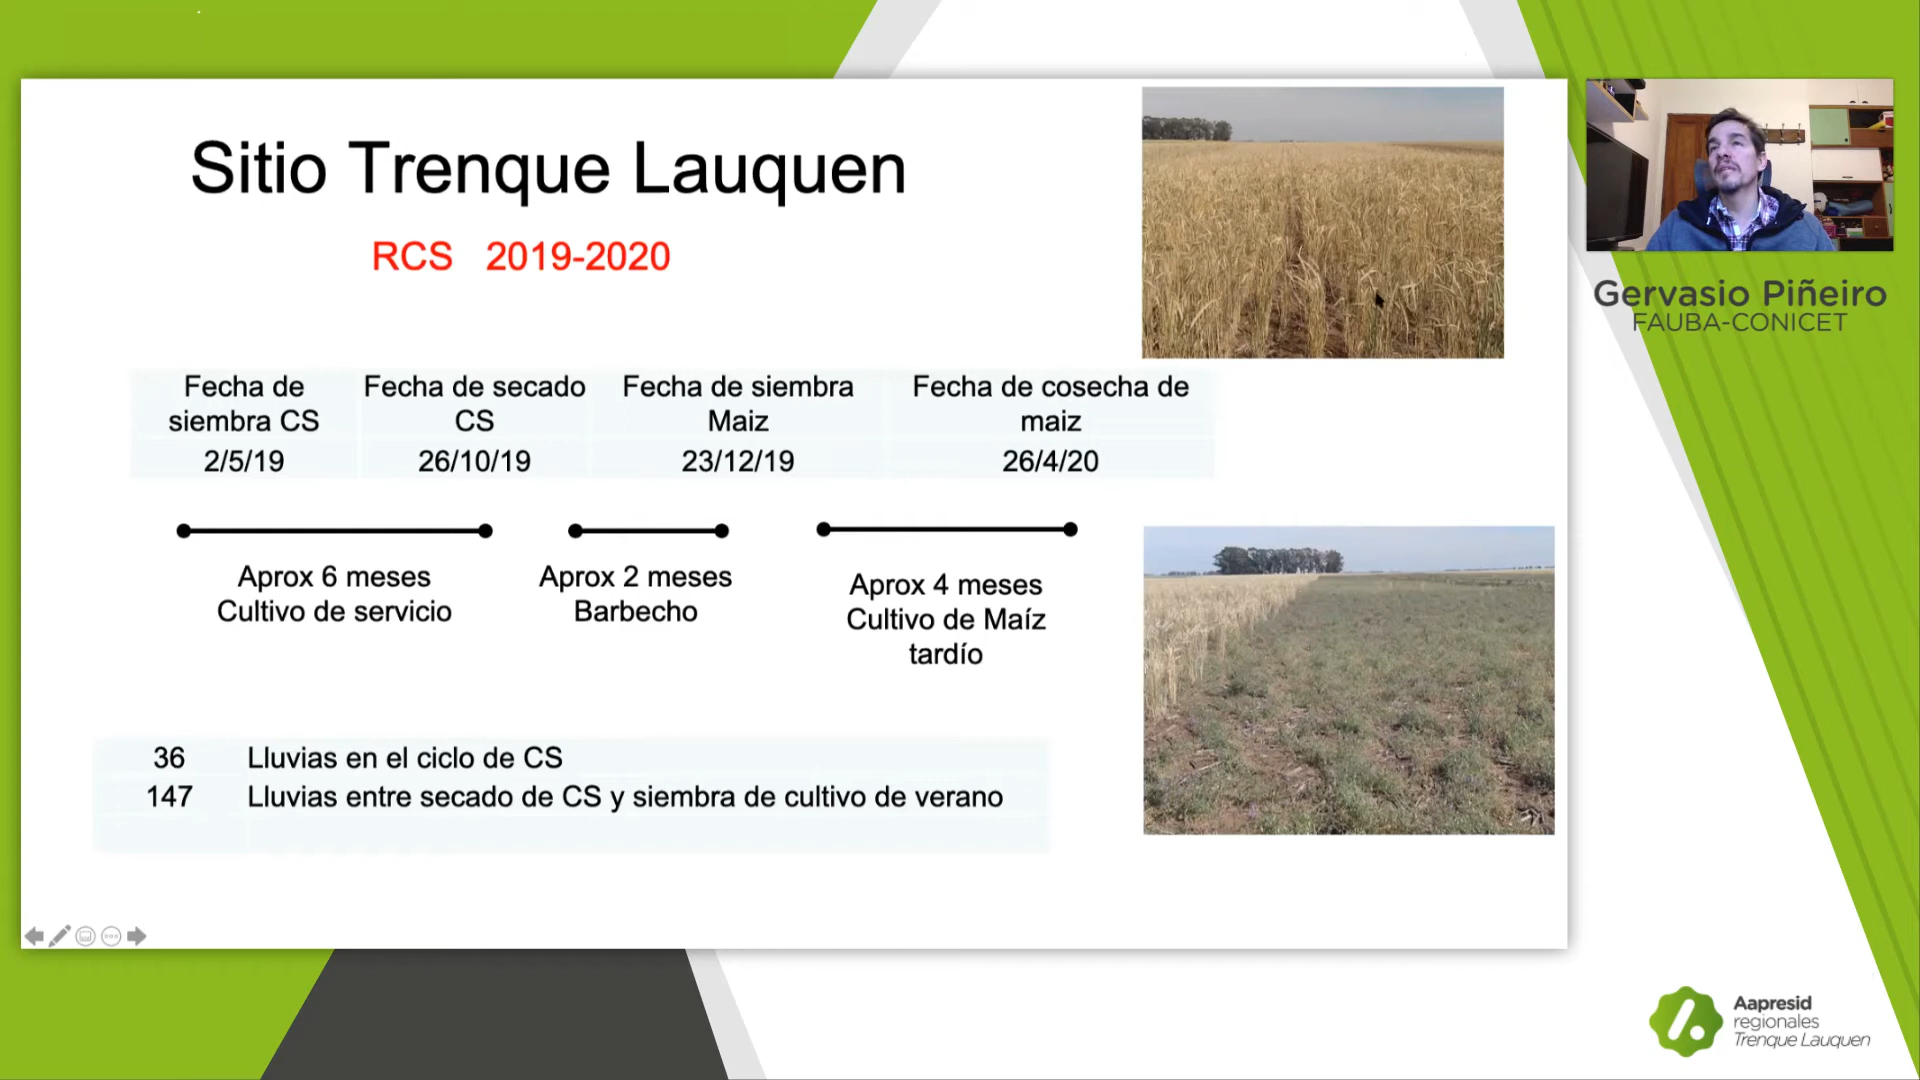 Sitio Trenque Lauquen
RCS 2019-2020
Gervasio Piñeiro
FAUBA-CONICET
Fecha de siembra CS
Fecha de secado CS
Fecha de siembra Maiz
Fecha de cosecha de maiz
2/5/19
26/10/19
23/12/19
26/4/20
Aprox 6 meses
Cultivo de servicio
Aprox 2 meses
Barbecho
Aprox 4 meses
Cultivo de Maíz
tardío
36 Lluvias en el ciclo de CS
147 Lluvias entre secado de CS y siembra de cultivo de verano
Aapresid
regionales
Trenque Lauquen